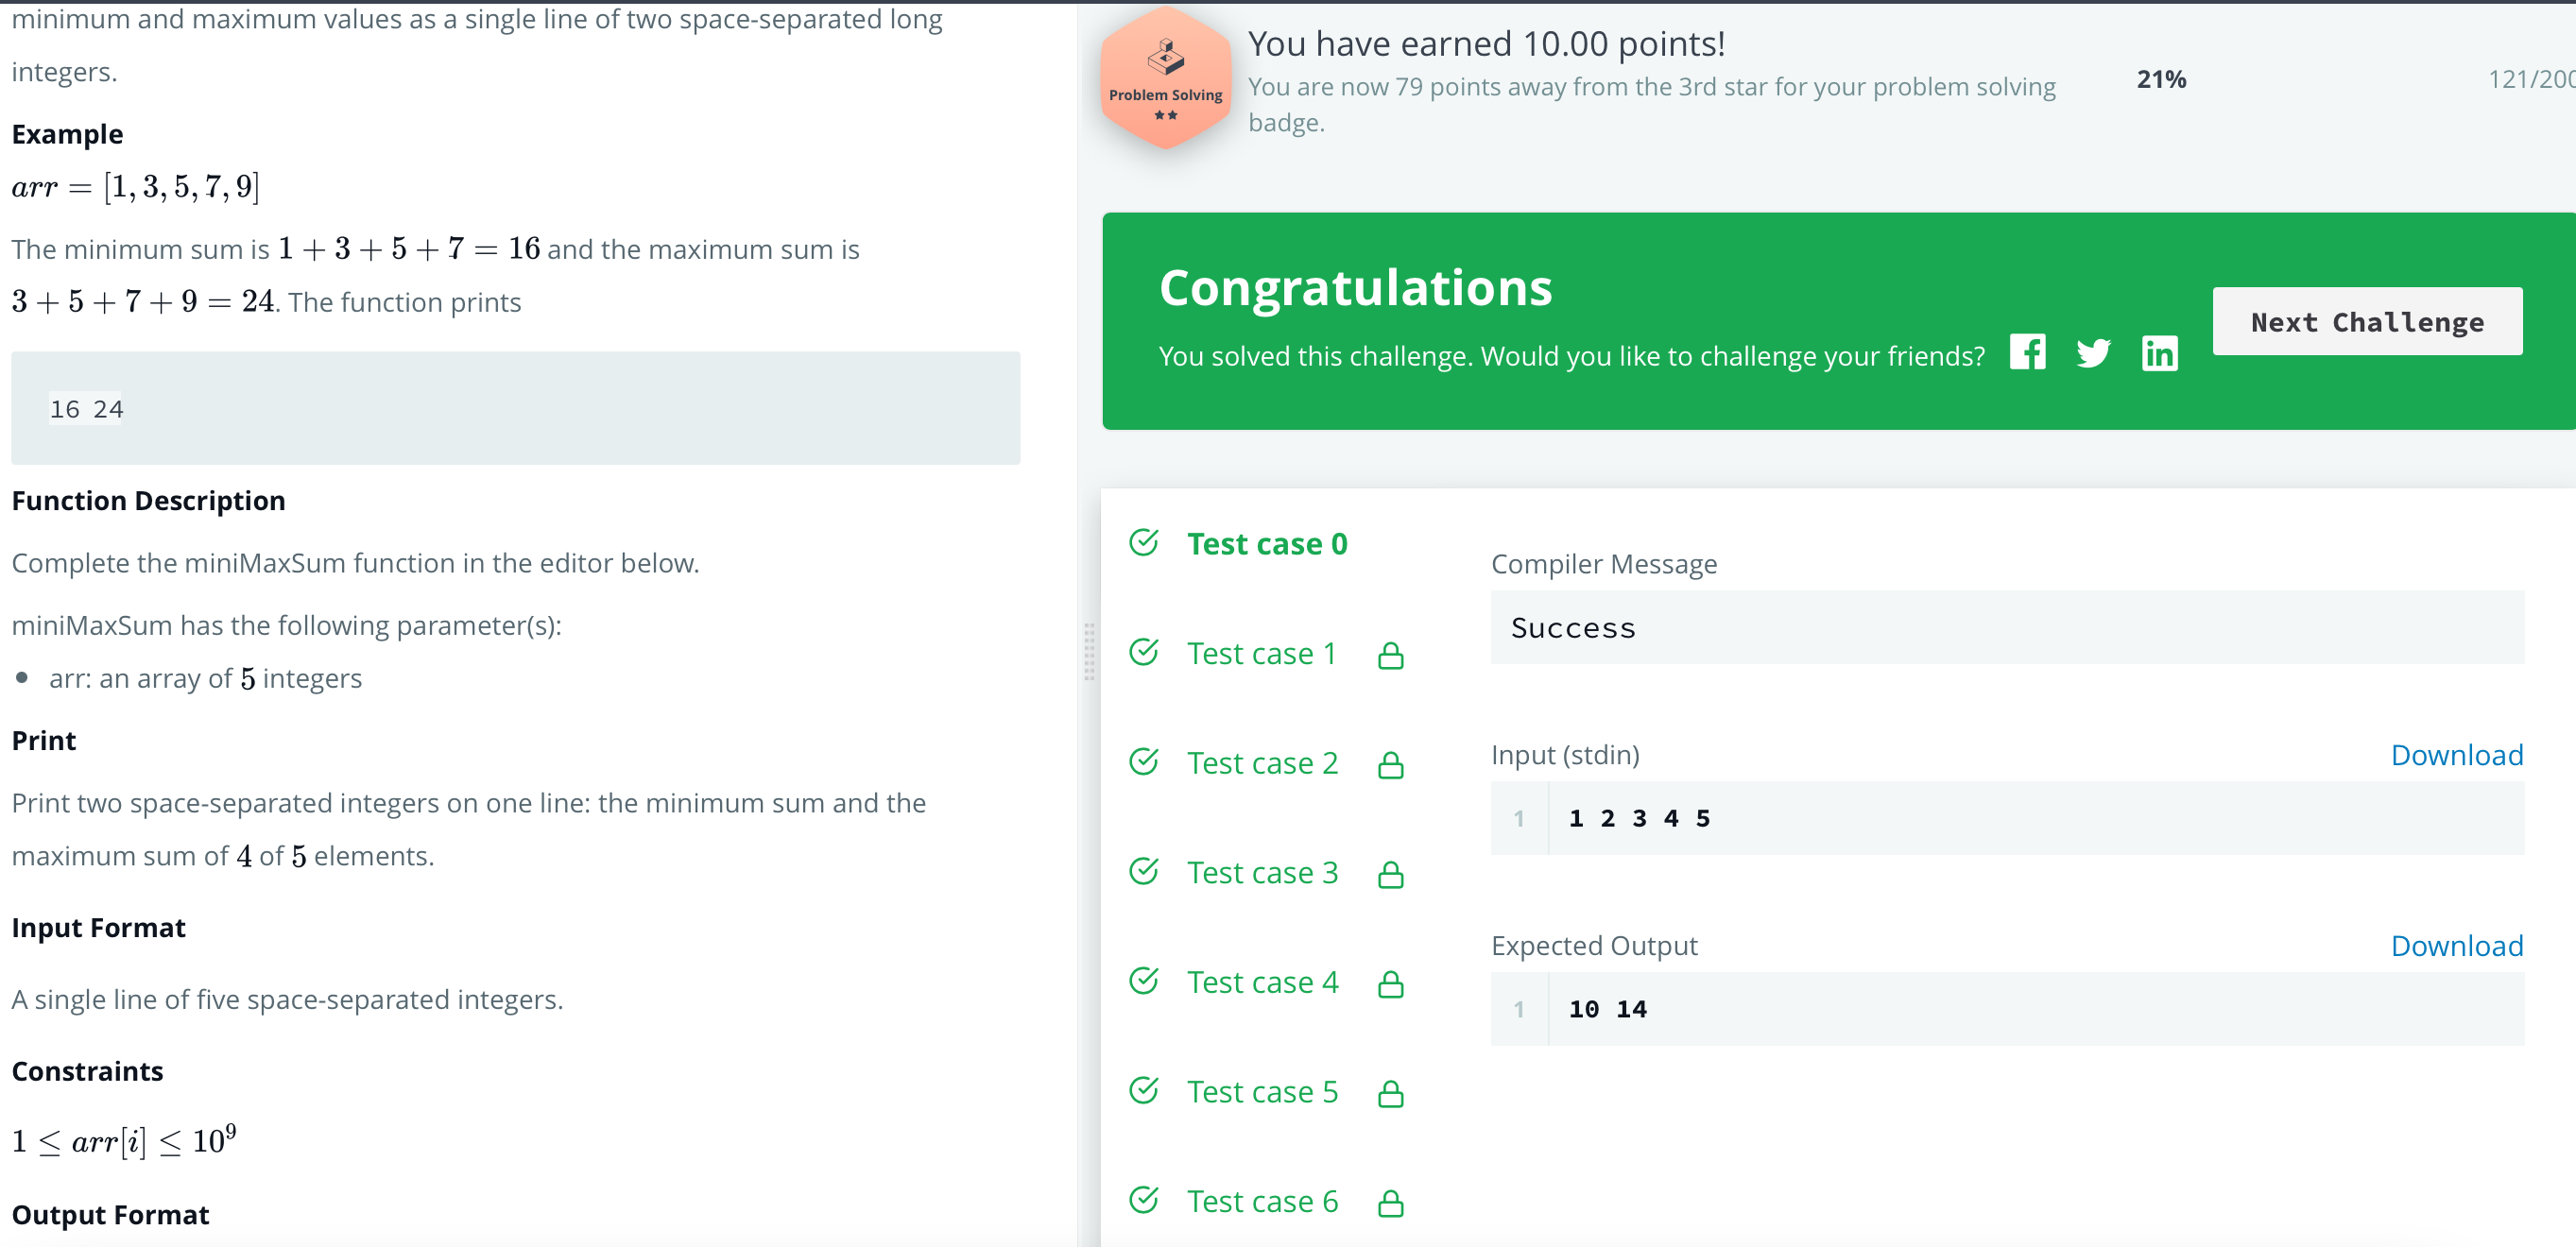 minimum and maximum values as a single line of two space-separated long
integers.
Example
arr = [1, 3, 5, 7, 9]
The minimum sum is 1 + 3 + 5 + 7 = 16 and the maximum sum is
3 + 5 + 7 + 9 = 24. The function prints
16 24
Function Description
Complete the miniMaxSum function in the editor below.
miniMaxSum has the following parameter(s):
• arr: an array of 5 integers
Print
Print two space-separated integers on one line: the minimum sum and the
maximum sum of 4 of 5 elements.
Input Format
A single line of five space-separated integers.
Constraints
1 ≤ arr[i] ≤ 10⁹
Output Format
Problem Solving
You have earned 10.00 points!
You are now 79 points away from the 3rd star for your problem solving
badge.
21%
121/200
Congratulations
You solved this challenge. Would you like to challenge your friends?
Next Challenge
Test case 0
Test case 1
Test case 2
Test case 3
Test case 4
Test case 5
Test case 6
Compiler Message
Success
Input (stdin)
Download
1
1 2 3 4 5
Expected Output
Download
1
10 14